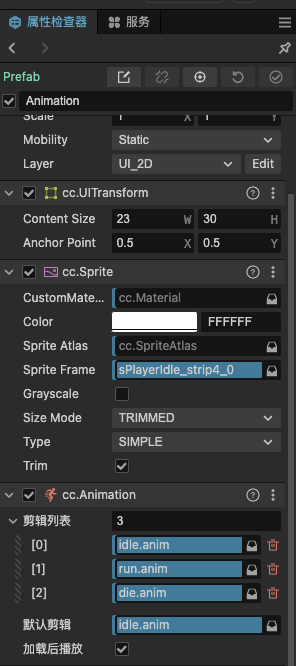 属性检查器 服务
Prefab
Animation
Scale 1 X 1 Y
Mobility Static
Layer UI_2D Edit
cc.UITransform
Content Size 23 W 30 H
Anchor Point 0.5 X 0.5 Y
cc.Sprite
CustomMate... cc.Material
Color FFFFFF
Sprite Atlas cc.SpriteAtlas
Sprite Frame sPlayerIdle_strip4_0
Grayscale
Size Mode TRIMMED
Type SIMPLE
Trim
cc.Animation
剪辑列表 3
[0] idle.anim
[1] run.anim
[2] die.anim
默认剪辑 idle.anim
加载后播放